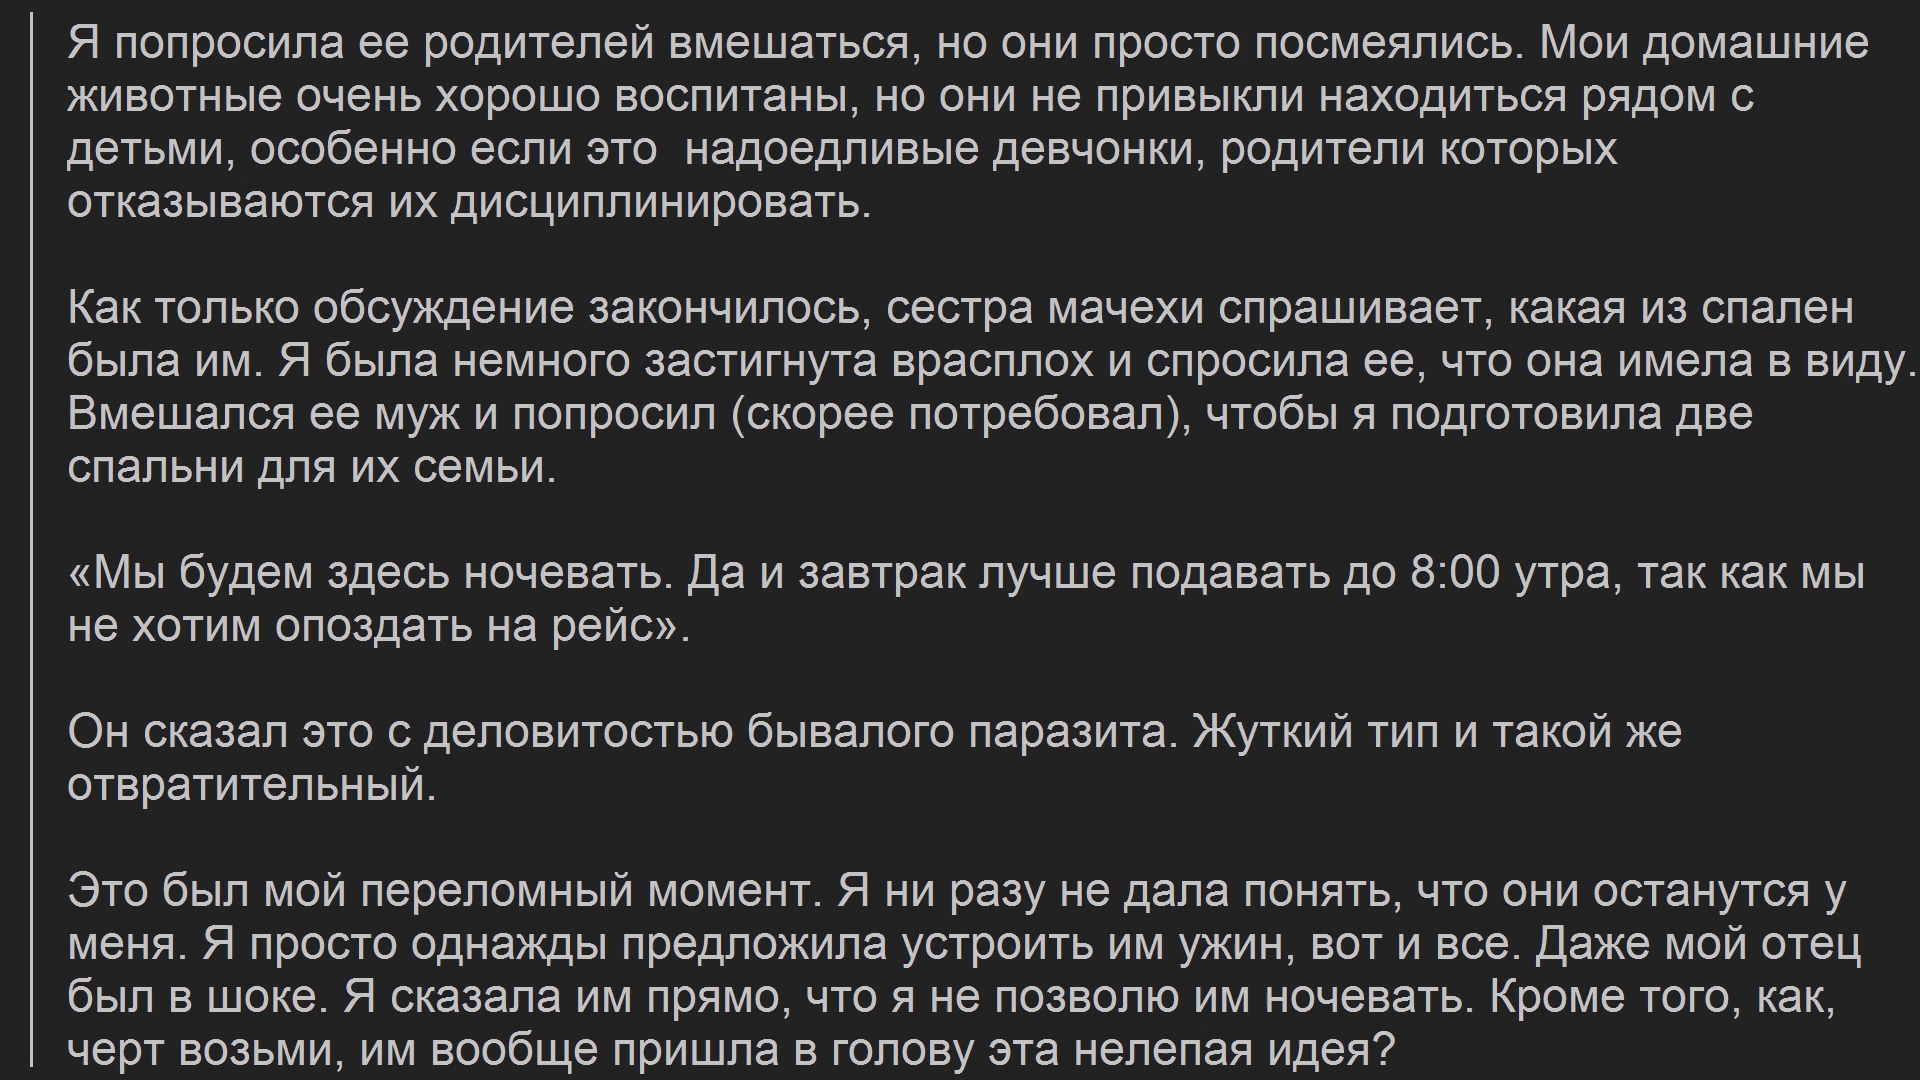 Я попросила ее родителей вмешаться, но они просто посмеялись. Мои домашние
животные очень хорошо воспитаны, но они не привыкли находиться рядом с
детьми, особенно если это  надоедливые девчонки, родители которых
отказываются их дисциплинировать.
Как только обсуждение закончилось, сестра мачехи спрашивает, какая из спален
была им. Я была немного застигнута врасплох и спросила ее, что она имела в виду.
Вмешался ее муж и попросил (скорее потребовал), чтобы я подготовила две
спальни для их семьи.
«Мы будем здесь ночевать. Да и завтрак лучше подавать до 8:00 утра, так как мы
не хотим опоздать на рейс».
Он сказал это с деловитостью бывалого паразита. Жуткий тип и такой же
отвратительный.
Это был мой переломный момент. Я ни разу не дала понять, что они останутся у
меня. Я просто однажды предложила устроить им ужин, вот и все. Даже мой отец
был в шоке. Я сказала им прямо, что я не позволю им ночевать. Кроме того, как,
черт возьми, им вообще пришла в голову эта нелепая идея?